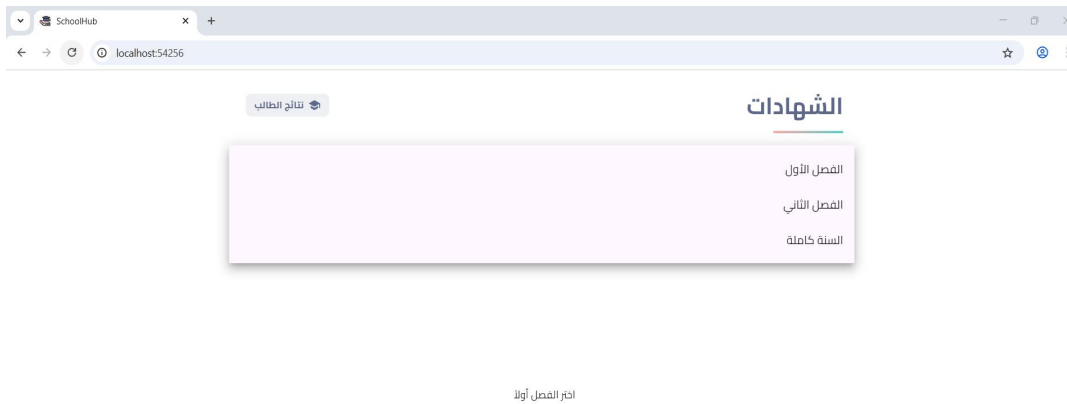 SchoolHub
localhost:54256
الشهادات
نتائج الطالب
الفصل الأول
الفصل الثاني
السنة كاملة
اختر الفصل أولاً